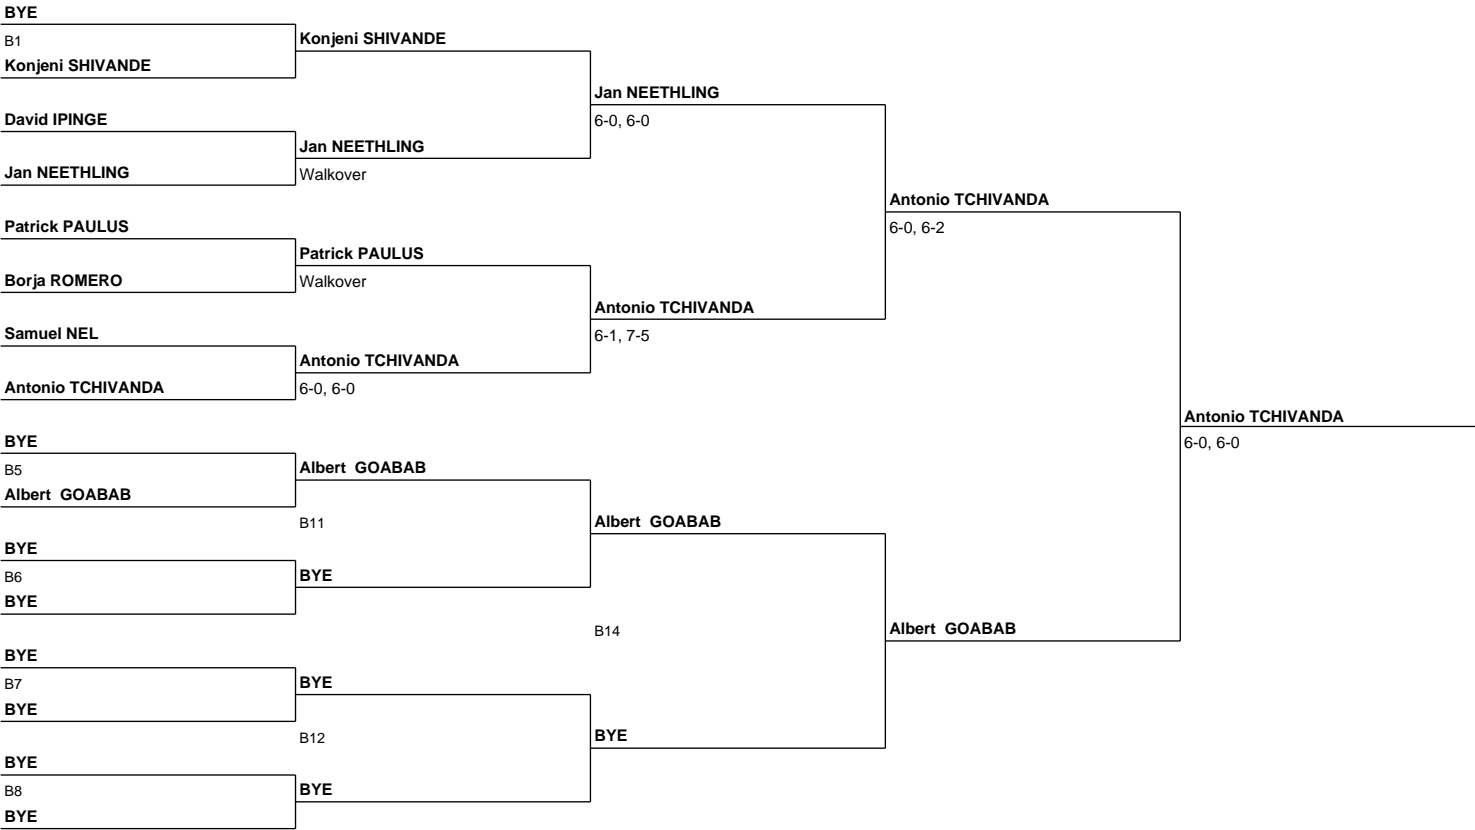 BYE
B1
Konjeni SHIVANDE
David IPINGE
Jan NEETHLING
Patrick PAULUS
Borja ROMERO
Samuel NEL
Antonio TCHIVANDA
BYE
B5
Albert  GOABAB
BYE
B6
BYE
BYE
B7
BYE
BYE
B8
BYE
Konjeni SHIVANDE
Jan NEETHLING
Walkover
Patrick PAULUS
Walkover
Antonio TCHIVANDA
6-0, 6-0
Albert  GOABAB
B11
BYE
BYE
B12
BYE
Jan NEETHLING
6-0, 6-0
Antonio TCHIVANDA
6-1, 7-5
Albert  GOABAB
B14
BYE
Antonio TCHIVANDA
6-0, 6-2
Albert  GOABAB
Antonio TCHIVANDA
6-0, 6-0